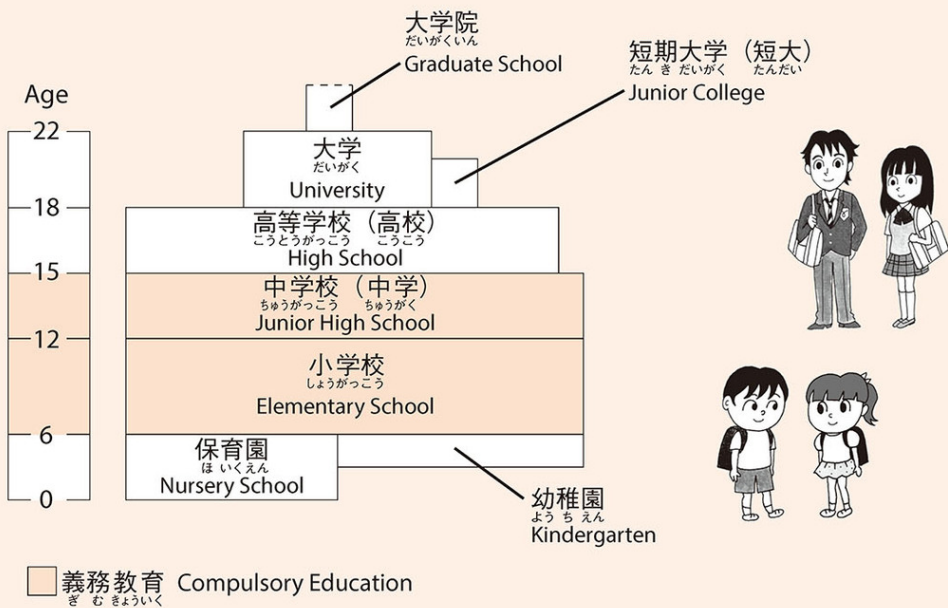 大学院
だいがくいん
Graduate School
短期大学（短大）
たん き だいがく たんだい
Junior College
Age
22
大学
だいがく
University
18
高等学校（高校）
こうとうがっこう こうこう
High School
15
中学校（中学）
ちゅうがっこう ちゅうがく
Junior High School
12
小学校
しょうがっこう
Elementary School
6
保育園
ほ いくえん
Nursery School
0
幼稚園
よう ち えん
Kindergarten
義務教育 Compulsory Education
ぎ む きょういく